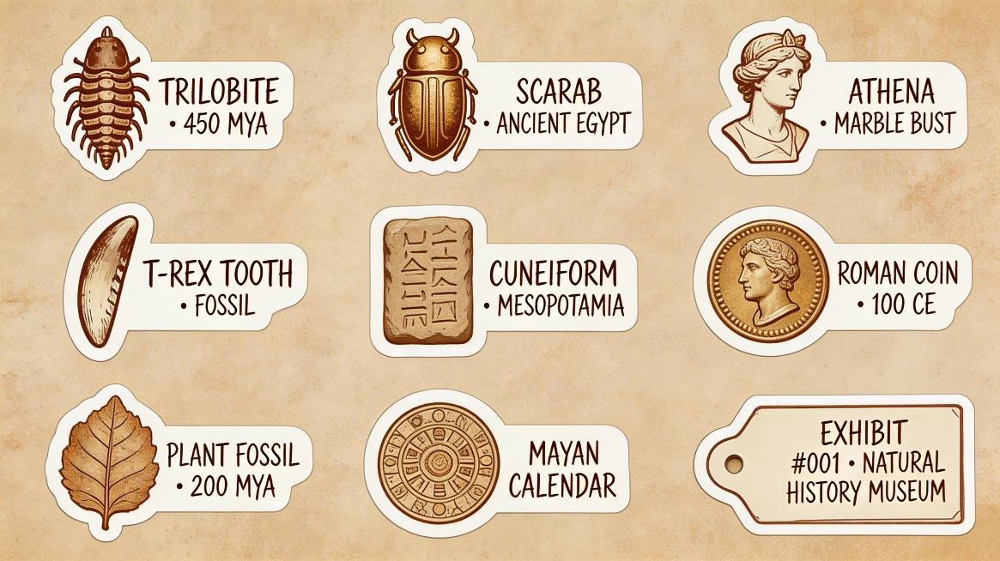 TRILOBITE
• 450 MYA
SCARAB
• ANCIENT EGYPT
ATHENA
• MARBLE BUST
T-REX TOOTH
• FOSSIL
CUNEIFORM
• MESOPOTAMIA
ROMAN COIN
• 100 CE
PLANT FOSSIL
• 200 MYA
MAYAN
CALENDAR
EXHIBIT
#001 • NATURAL
HISTORY MUSEUM